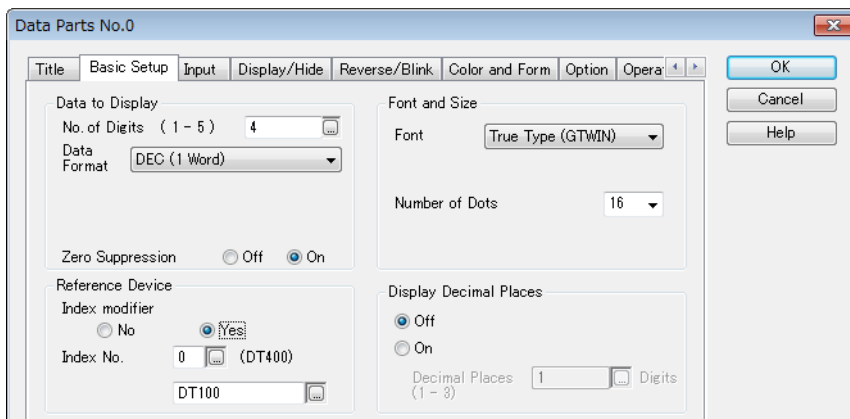 Data Parts No.0
Title Basic Setup Input Display/Hide Reverse/Blink Color and Form Option Opera
OK
Cancel
Help
Data to Display
No. of Digits ( 1 - 5 ) 4 ...
Data Format DEC (1 Word)
Zero Suppression Off On
Font and Size
Font True Type (GTWIN)
Number of Dots 16
Reference Device
Index modifier
No Yes
Index No. 0 ... (DT400)
DT100 ...
Display Decimal Places
Off
On
Decimal Places 1 ... Digits
(1 - 3)